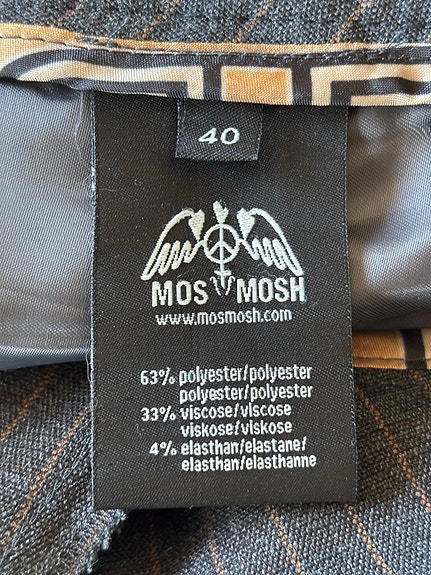 40
MOS MOSH
www.mosmosh.com
63% polyester/polyester
polyester/polyester
33% viscose/viscose
viskose/viskose
4% elasthan/elastane/
elasthan/elasthanne